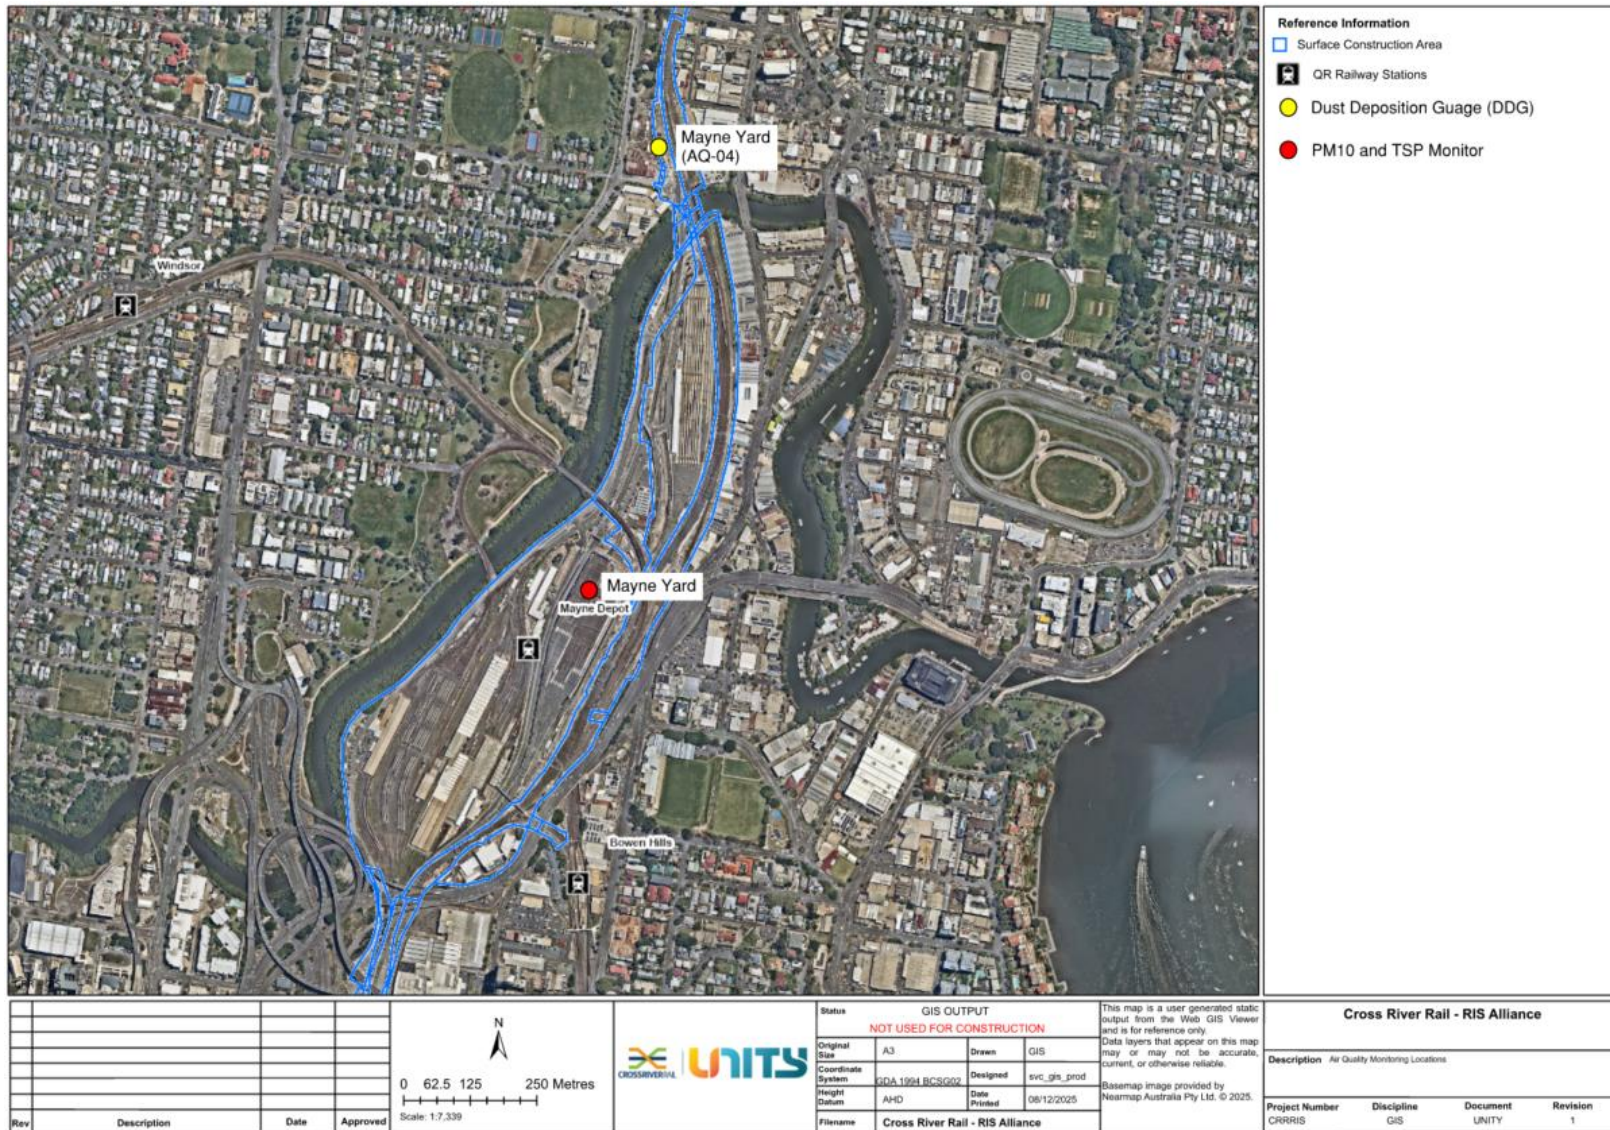 Mayne Yard
(AQ-04)
Windsor
Mayne Yard
Mayne Depot
Bowen Hills
Reference Information
Surface Construction Area
QR Railway Stations
Dust Deposition Guage (DDG)
PM10 and TSP Monitor
Rev Description Date Approved
N
0 62.5 125 250 Metres
Scale: 1:7,339
CROSSRIVERRAIL UNITY
Status GIS OUTPUT
NOT USED FOR CONSTRUCTION
Original Size A3 Drawn GIS
Coordinate System GDA 1994 BCSG02 Designed svc_gis_prod
Height Datum AHD Date Printed 08/12/2025
Filename Cross River Rail - RIS Alliance
This map is a user generated static
output from the Web GIS Viewer
and is for reference only.
Data layers that appear on this map
may or may not be accurate,
current, or otherwise reliable.
Basemap image provided by
Nearmap Australia Pty Ltd. © 2025.
Cross River Rail - RIS Alliance
Description Air Quality Monitoring Locations
Project Number Discipline Document Revision
CRRRIS GIS UNITY 1